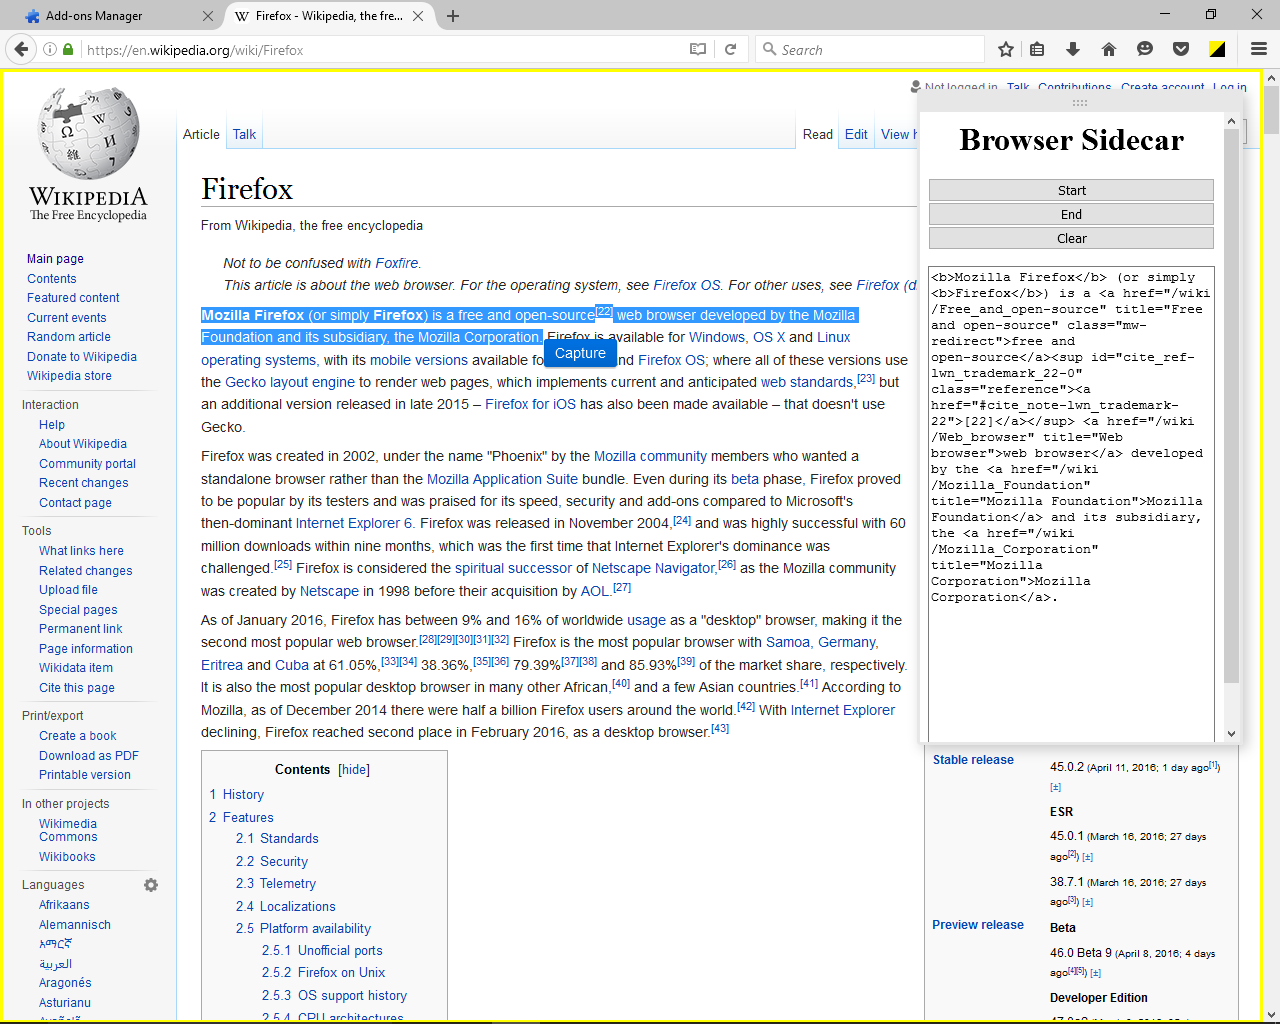 Add-ons Manager
Firefox - Wikipedia, the fre...
https://en.wikipedia.org/wiki/Firefox
Search
WIKIPEDIA
The Free Encyclopedia
Main page
Contents
Featured content
Current events
Random article
Donate to Wikipedia
Wikipedia store
Interaction
Help
About Wikipedia
Community portal
Recent changes
Contact page
Tools
What links here
Related changes
Upload file
Special pages
Permanent link
Page information
Wikidata item
Cite this page
Print/export
Create a book
Download as PDF
Printable version
In other projects
Wikimedia
Commons
Wikibooks
Languages
Afrikaans
Alemannisch
አማርኛ
العربية
Aragonés
Asturianu
Not logged in Talk Contributions Create account Log in
Article Talk
Read Edit View h
Firefox
From Wikipedia, the free encyclopedia
Not to be confused with Foxfire.
This article is about the web browser. For the operating system, see Firefox OS. For other uses, see Firefox (d
Mozilla Firefox (or simply Firefox) is a free and open-source[22] web browser developed by the Mozilla
Foundation and its subsidiary, the Mozilla Corporation. Firefox is available for Windows, OS X and Linux
operating systems, with its mobile versions available fo nd Firefox OS; where all of these versions use
Capture
the Gecko layout engine to render web pages, which implements current and anticipated web standards,[23] but
an additional version released in late 2015 – Firefox for iOS has also been made available – that doesn't use
Gecko.
Firefox was created in 2002, under the name "Phoenix" by the Mozilla community members who wanted a
standalone browser rather than the Mozilla Application Suite bundle. Even during its beta phase, Firefox proved
to be popular by its testers and was praised for its speed, security and add-ons compared to Microsoft's
then-dominant Internet Explorer 6. Firefox was released in November 2004,[24] and was highly successful with 60
million downloads within nine months, which was the first time that Internet Explorer's dominance was
challenged.[25] Firefox is considered the spiritual successor of Netscape Navigator,[26] as the Mozilla community
was created by Netscape in 1998 before their acquisition by AOL.[27]
As of January 2016, Firefox has between 9% and 16% of worldwide usage as a "desktop" browser, making it the
second most popular web browser.[28][29][30][31][32] Firefox is the most popular browser with Samoa, Germany,
Eritrea and Cuba at 61.05%,[33][34] 38.36%,[35][36] 79.39%[37][38] and 85.93%[39] of the market share, respectively.
It is also the most popular desktop browser in many other African,[40] and a few Asian countries.[41] According to
Mozilla, as of December 2014 there were half a billion Firefox users around the world.[42] With Internet Explorer
declining, Firefox reached second place in February 2016, as a desktop browser.[43]
Contents [hide]
1 History
2 Features
2.1 Standards
2.2 Security
2.3 Telemetry
2.4 Localizations
2.5 Platform availability
2.5.1 Unofficial ports
2.5.2 Firefox on Unix
2.5.3 OS support history
2.5.4 CPU architectures
Browser Sidecar
Start
End
Clear
<b>Mozilla Firefox</b> (or simply
<b>Firefox</b>) is a <a href="/wiki
/Free_and_open-source" title="Free
and open-source" class="mw-
redirect">free and
open-source</a><sup id="cite_ref-
lwn_trademark_22-0"
class="reference"><a
href="#cite_note-lwn_trademark-
22">[22]</a></sup> <a href="/wiki
/Web_browser" title="Web
browser">web browser</a> developed
by the <a href="/wiki
/Mozilla_Foundation"
title="Mozilla Foundation">Mozilla
Foundation</a> and its subsidiary,
the <a href="/wiki
/Mozilla_Corporation"
title="Mozilla
Corporation">Mozilla
Corporation</a>.
Stable release 45.0.2 (April 11, 2016; 1 day ago[1])
[±]
ESR
45.0.1 (March 16, 2016; 27 days
ago[2]) [±]
38.7.1 (March 16, 2016; 27 days
ago[3]) [±]
Preview release Beta
46.0 Beta 9 (April 8, 2016; 4 days
ago[4][5]) [±]
Developer Edition